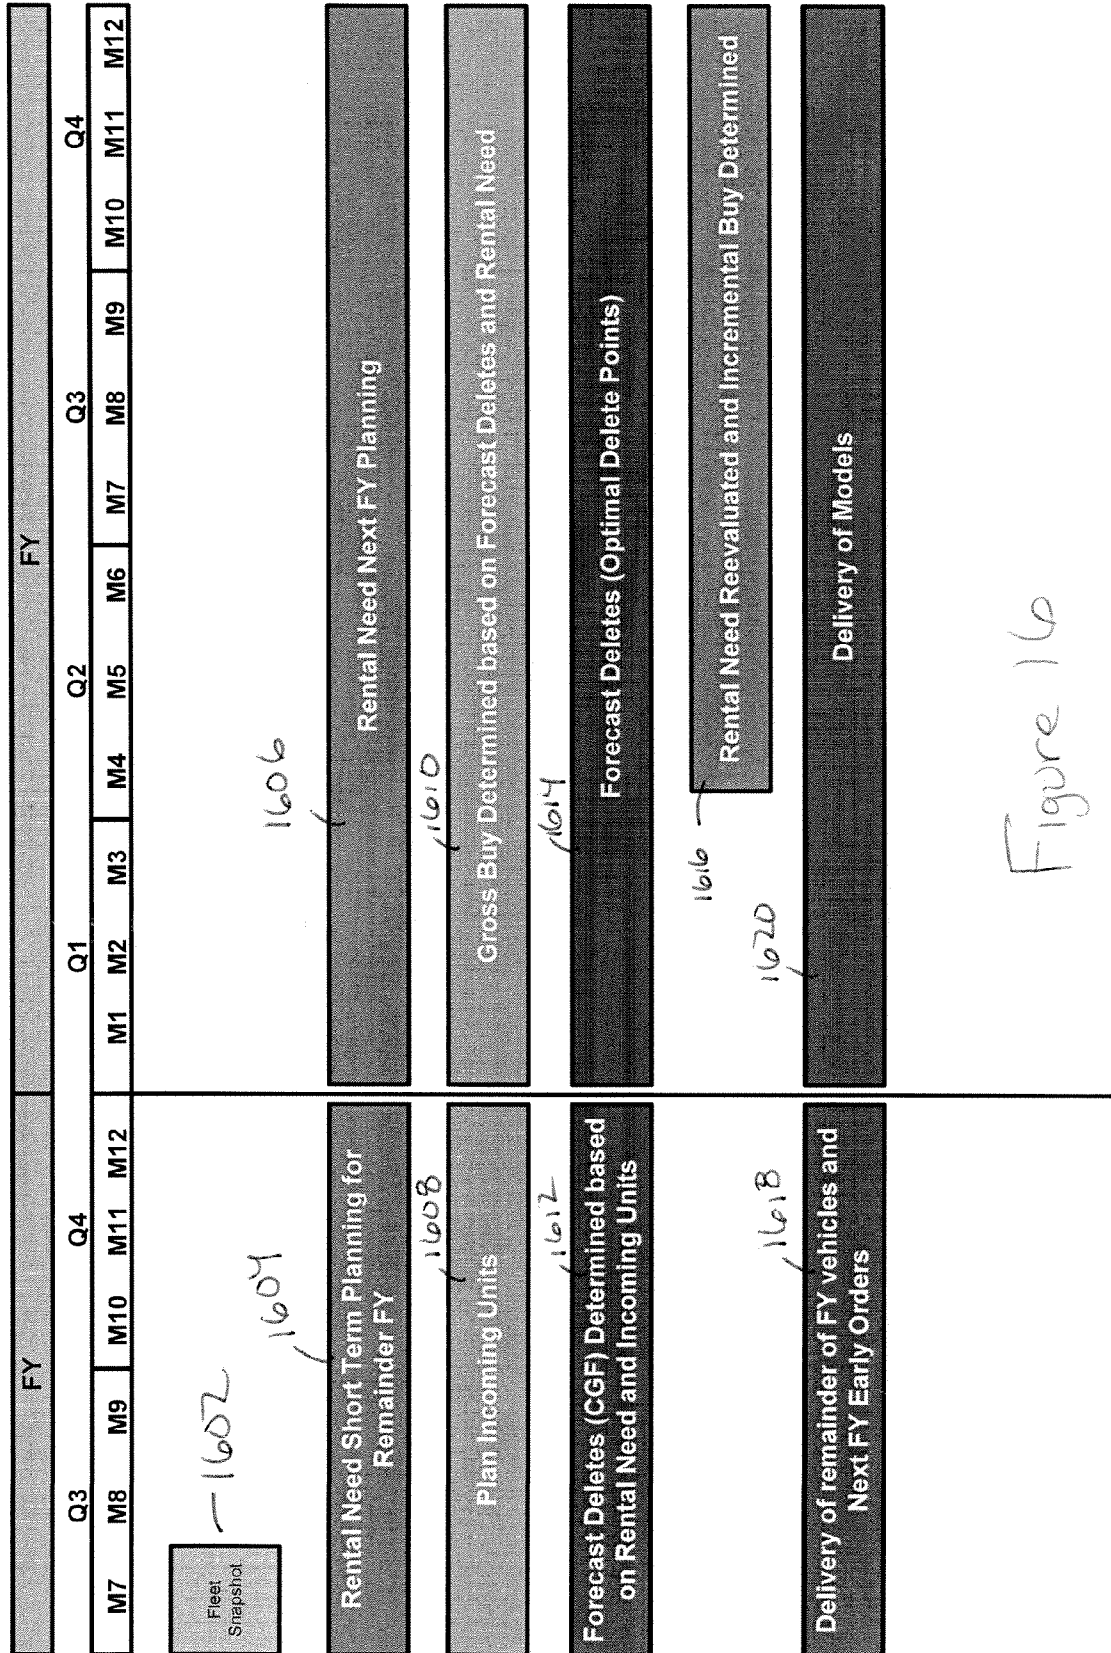 FY
FY
Q3
Q4
Q1
Q2
Q3
Q4
M7
M8
M9
M10
M11
M12
M1
M2
M3
M4
M5
M6
M7
M8
M9
M10
M11
M12
Fleet
Snapshot
1602
1604
1606
Rental Need Short Term Planning for
Remainder FY
Rental Need Next FY Planning
1608
1610
Plan Incoming Units
Gross Buy Determined based on Forecast Deletes and Rental Need
1612
1614
Forecast Deletes (CGF) Determined based
on Rental Need and Incoming Units
Forecast Deletes (Optimal Delete Points)
1616
Rental Need Reevaluated and Incremental Buy Determined
1618
1620
Delivery of remainder of FY vehicles and
Next FY Early Orders
Delivery of Models
Figure 16